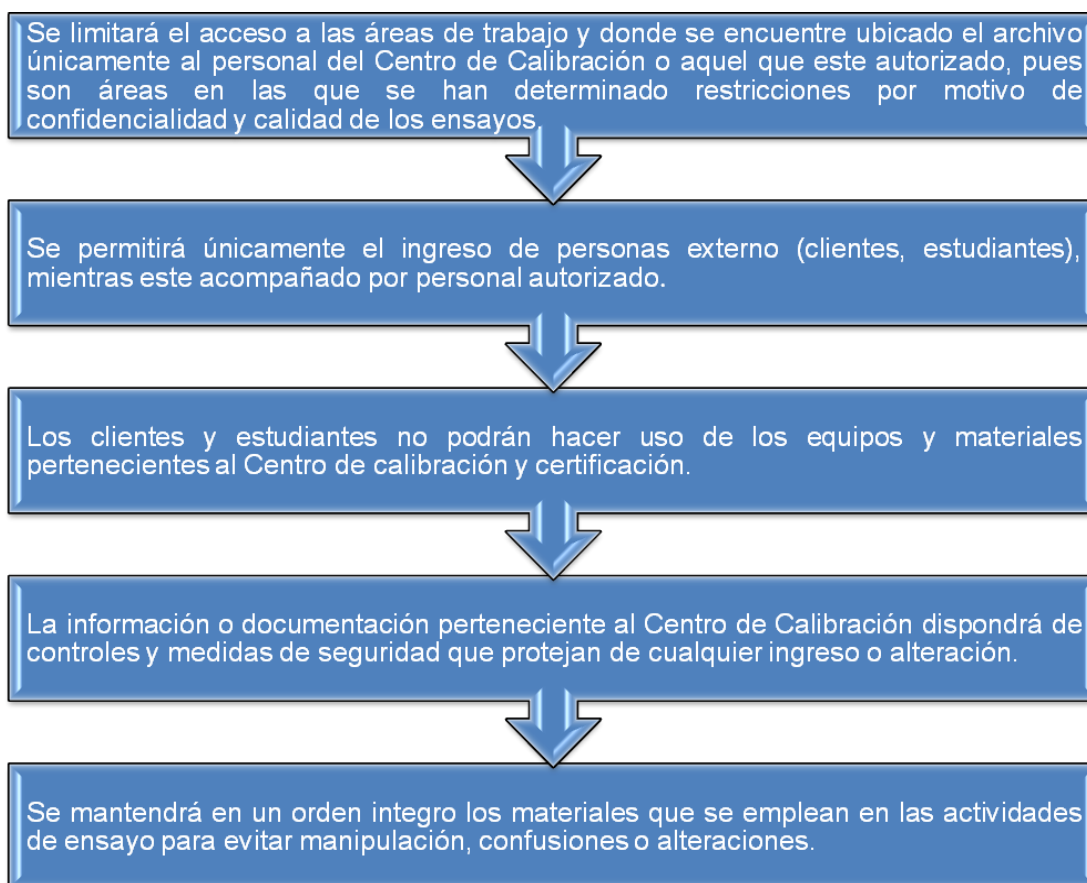 Se limitará el acceso a las áreas de trabajo y donde se encuentre ubicado el archivo
únicamente al personal del Centro de Calibración o aquel que este autorizado, pues
son áreas en las que se han determinado restricciones por motivo de
confidencialidad y calidad de los ensayos.
Se permitirá únicamente el ingreso de personas externo (clientes, estudiantes),
mientras este acompañado por personal autorizado.
Los clientes y estudiantes no podrán hacer uso de los equipos y materiales
pertenecientes al Centro de calibración y certificación.
La información o documentación perteneciente al Centro de Calibración dispondrá de
controles y medidas de seguridad que protejan de cualquier ingreso o alteración.
Se mantendrá en un orden integro los materiales que se emplean en las actividades
de ensayo para evitar manipulación, confusiones o alteraciones.